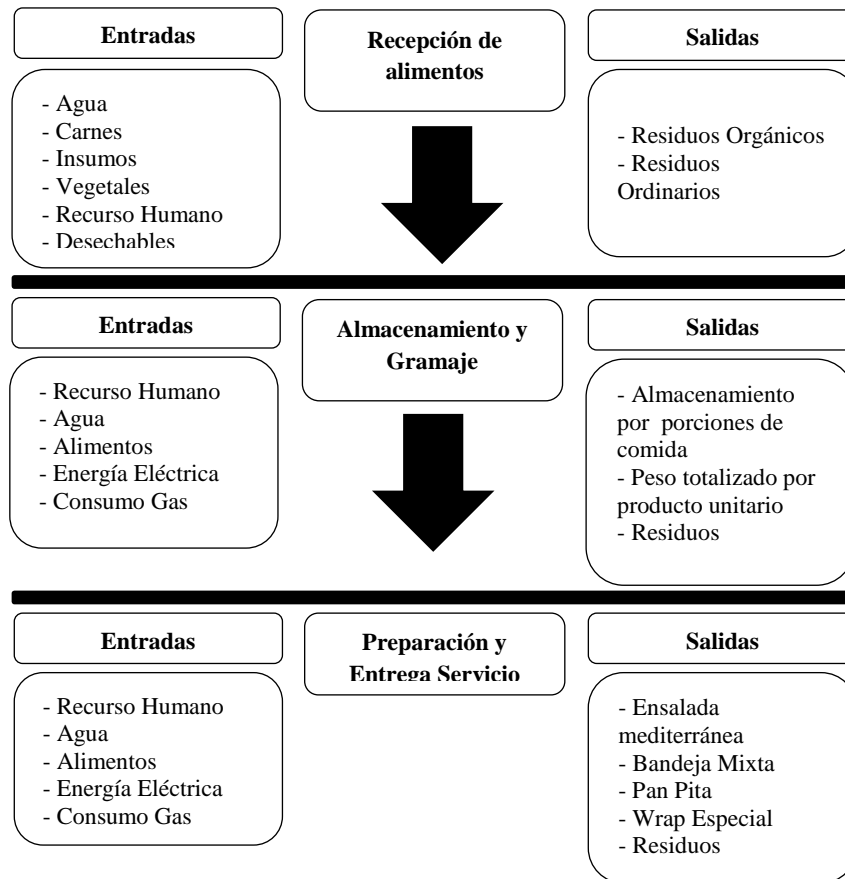 Entradas
- Agua
- Carnes
- Insumos
- Vegetales
- Recurso Humano
- Desechables
Recepción de
alimentos
Salidas
- Residuos Orgánicos
- Residuos
Ordinarios
Entradas
- Recurso Humano
- Agua
- Alimentos
- Energía Eléctrica
- Consumo Gas
Almacenamiento y
Gramaje
Salidas
- Almacenamiento
por porciones de
comida
- Peso totalizado por
producto unitario
- Residuos
Entradas
- Recurso Humano
- Agua
- Alimentos
- Energía Eléctrica
- Consumo Gas
Preparación y
Entrega Servicio
Salidas
- Ensalada
mediterránea
- Bandeja Mixta
- Pan Pita
- Wrap Especial
- Residuos